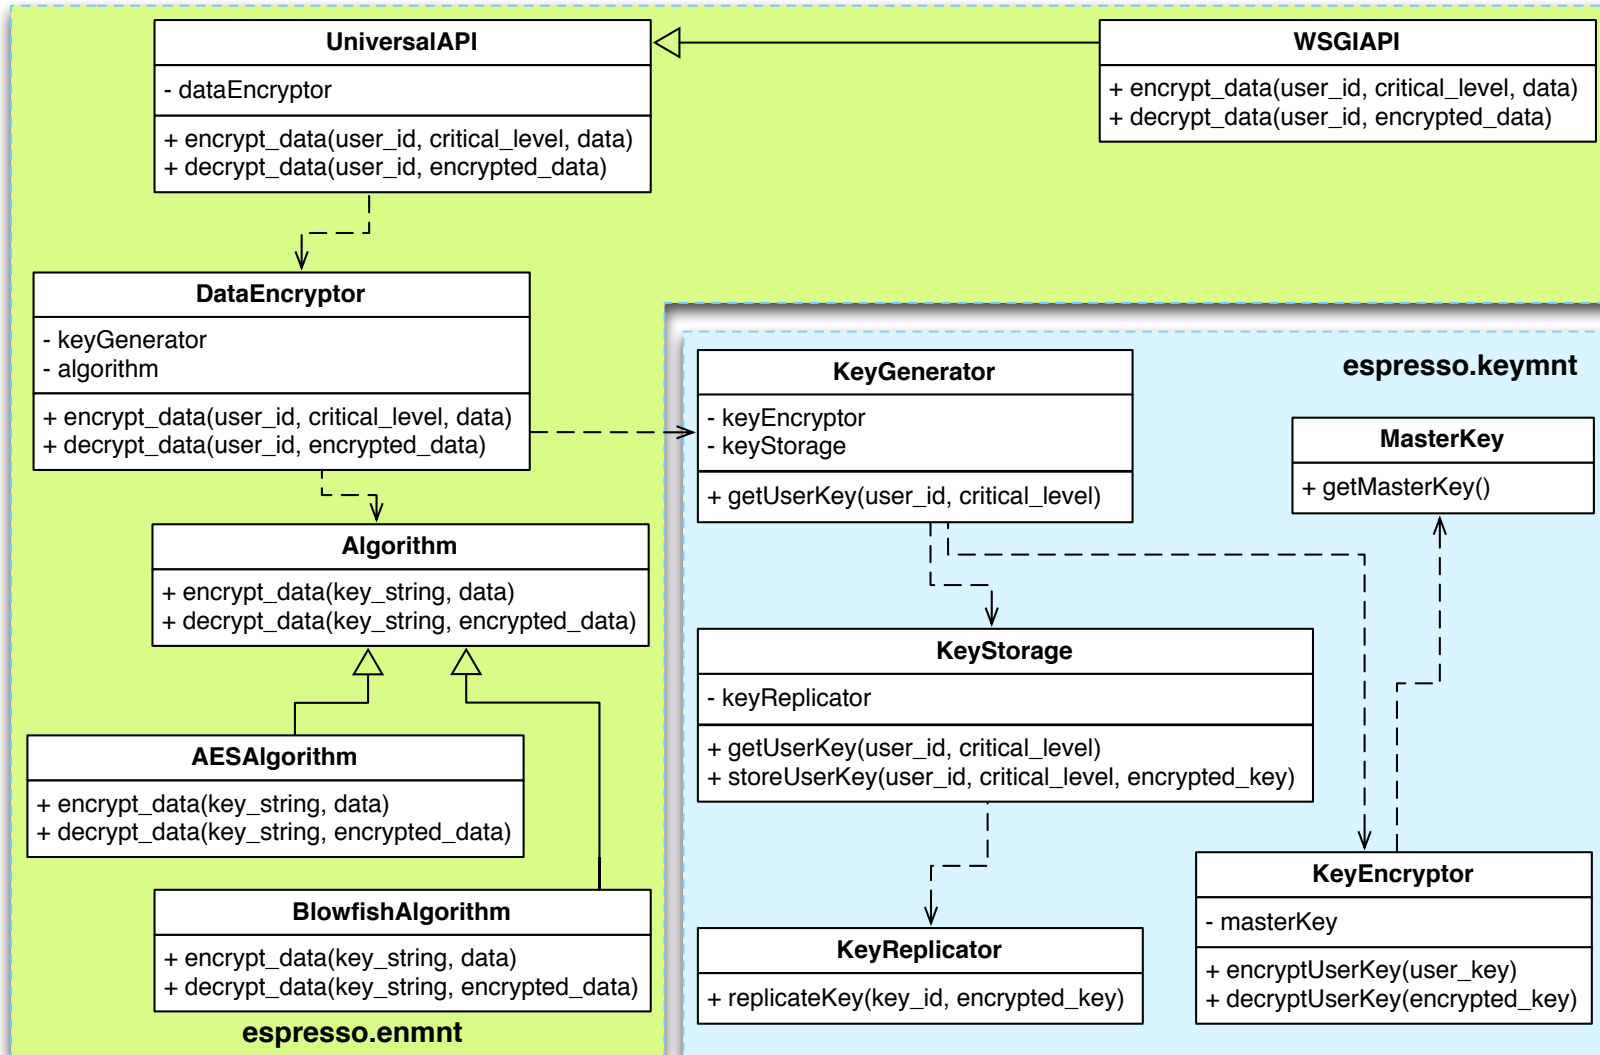 UniversalAPI
- dataEncryptor
+ encrypt_data(user_id, critical_level, data)
+ decrypt_data(user_id, encrypted_data)
WSGIAPI
+ encrypt_data(user_id, critical_level, data)
+ decrypt_data(user_id, encrypted_data)
DataEncryptor
- keyGenerator
- algorithm
+ encrypt_data(user_id, critical_level, data)
+ decrypt_data(user_id, encrypted_data)
Algorithm
+ encrypt_data(key_string, data)
+ decrypt_data(key_string, encrypted_data)
AESAlgorithm
+ encrypt_data(key_string, data)
+ decrypt_data(key_string, encrypted_data)
BlowfishAlgorithm
+ encrypt_data(key_string, data)
+ decrypt_data(key_string, encrypted_data)
espresso.enmnt
espresso.keymnt
KeyGenerator
- keyEncryptor
- keyStorage
+ getUserKey(user_id, critical_level)
MasterKey
+ getMasterKey()
KeyStorage
- keyReplicator
+ getUserKey(user_id, critical_level)
+ storeUserKey(user_id, critical_level, encrypted_key)
KeyReplicator
+ replicateKey(key_id, encrypted_key)
KeyEncryptor
- masterKey
+ encryptUserKey(user_key)
+ decryptUserKey(encrypted_key)